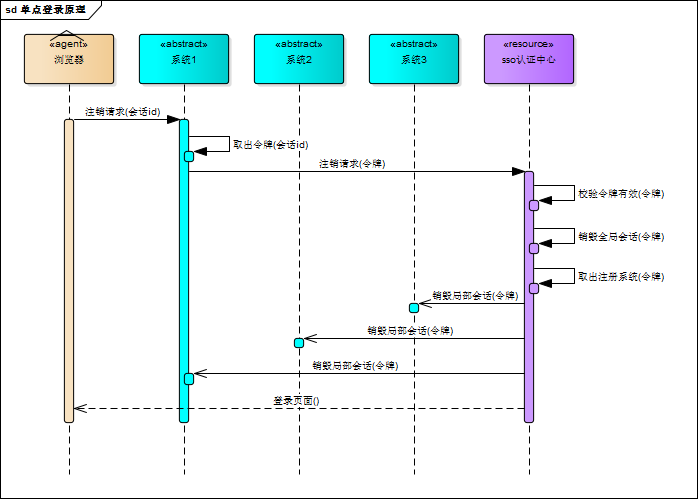 sd 单点登录原理
«agent»
浏览器
«abstract»
系统1
«abstract»
系统2
«abstract»
系统3
«resource»
sso认证中心
注销请求(会话id)
取出令牌(会话id)
注销请求(令牌)
校验令牌有效(令牌)
销毁全局会话(令牌)
取出注册系统(令牌)
销毁局部会话(令牌)
销毁局部会话(令牌)
销毁局部会话(令牌)
登录页面()